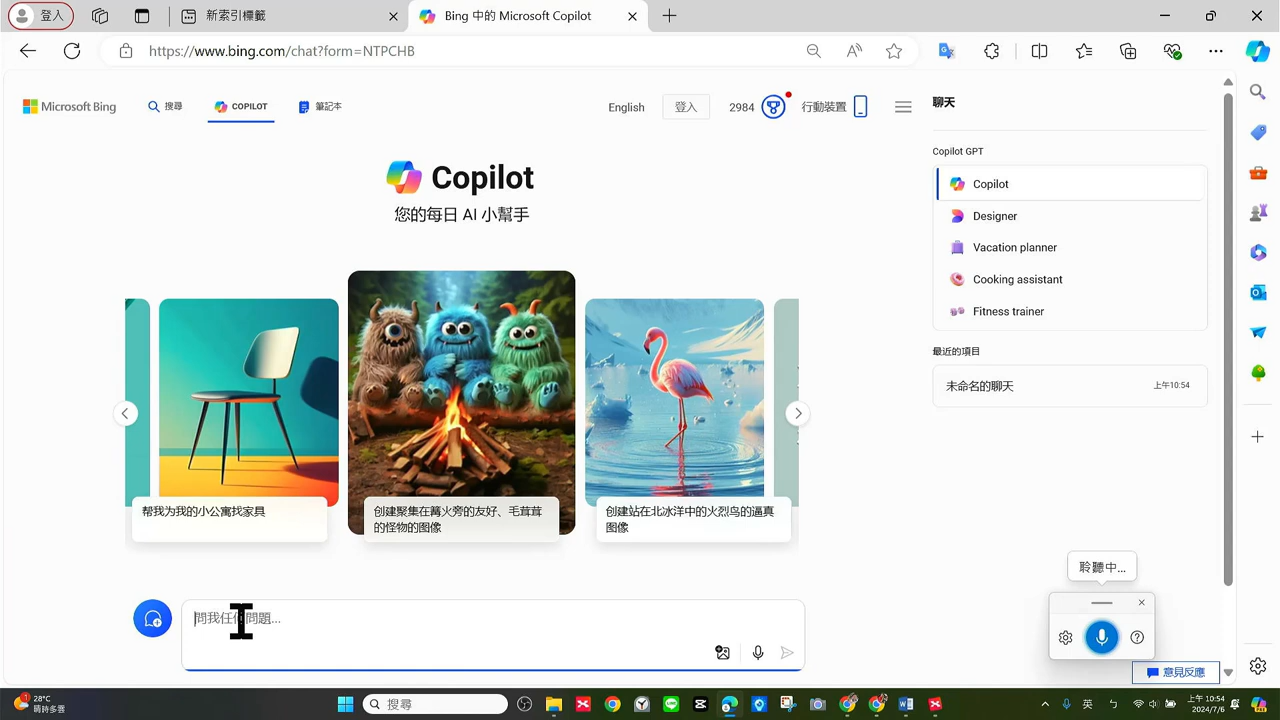 登入
新索引標籤
Bing 中的 Microsoft Copilot
https://www.bing.com/chat?form=NTPCHB
Microsoft Bing
搜尋
COPILOT
筆記本
English
登入
2984
行動裝置
Copilot
您的每日 AI 小幫手
帮我为我的小公寓找家具
创建聚集在篝火旁的友好、毛茸茸
的怪物的图像
创建站在北冰洋中的火烈鸟的逼真
图像
問我任何問題...
聊天
Copilot GPT
Copilot
Designer
Vacation planner
Cooking assistant
Fitness trainer
最近的項目
未命名的聊天
上午10:54
聆聽中...
意見反應
1
28°C
晴時多雲
搜尋
英
上午 10:54
2024/7/6